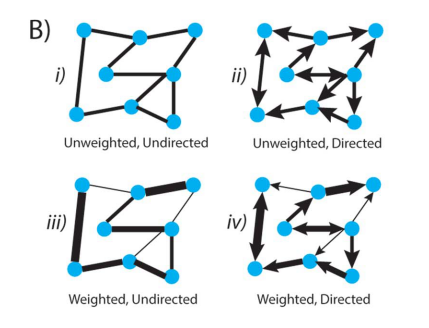 B)
i)
ii)
Unweighted, Undirected
Unweighted, Directed
iii)
iv)
Weighted, Undirected
Weighted, Directed